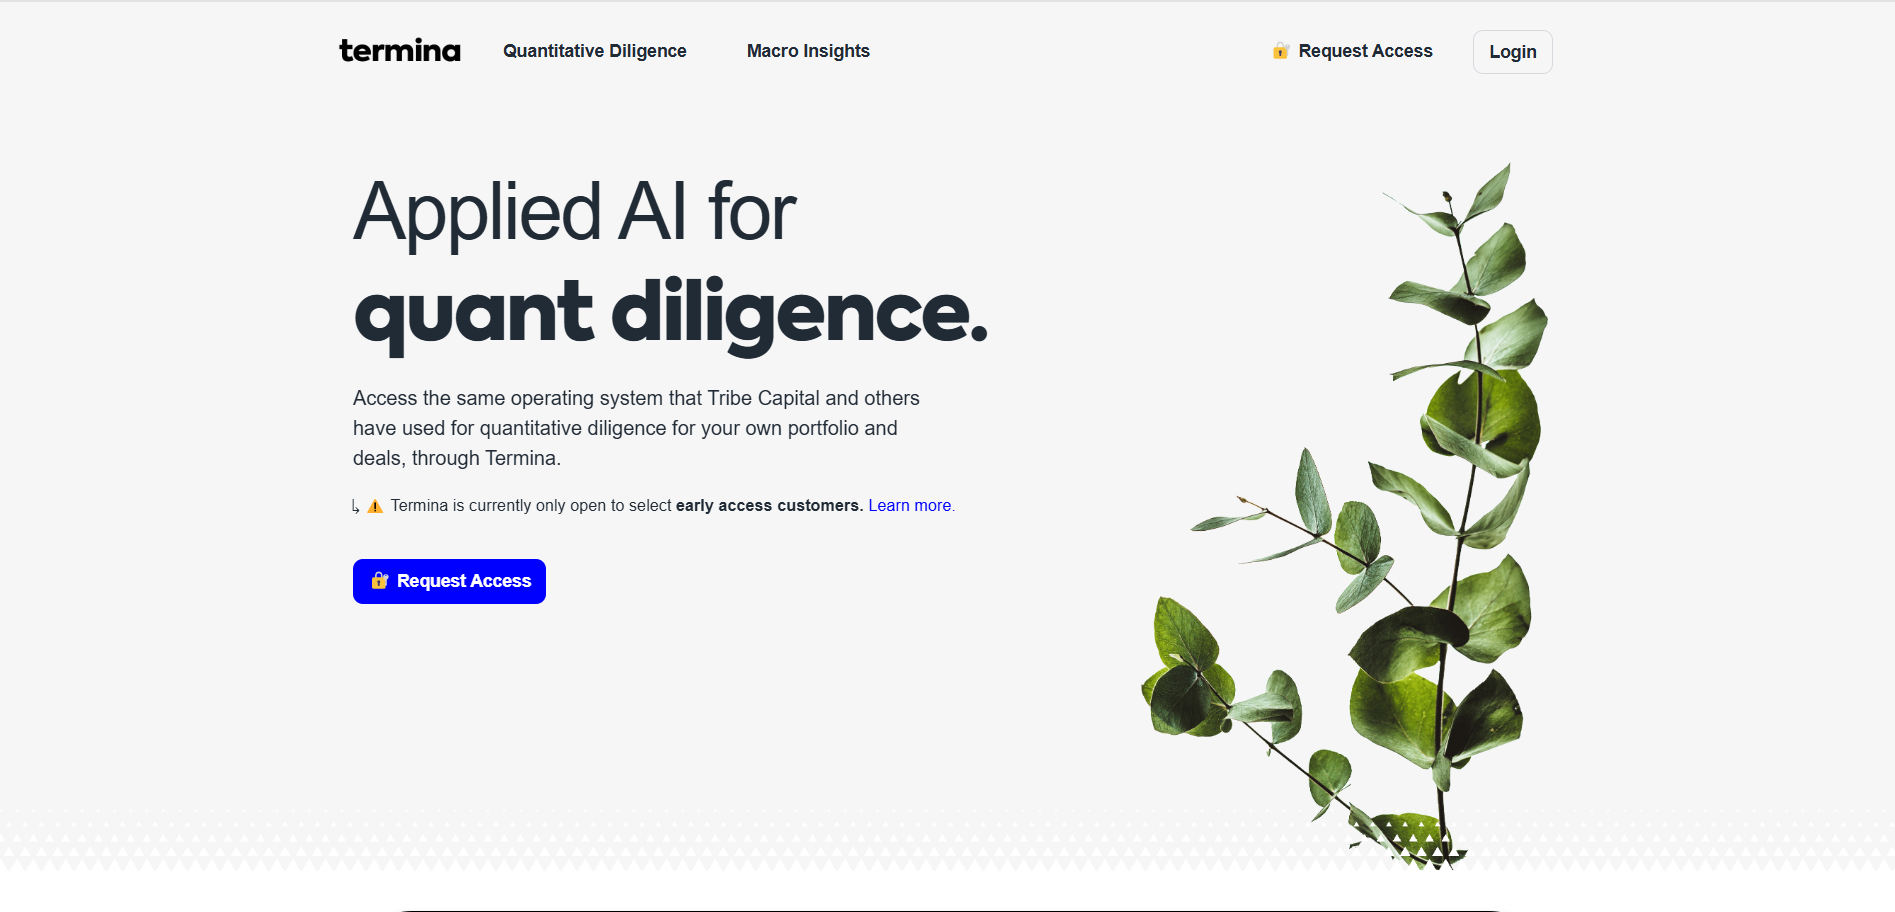 termina
Quantitative Diligence
Macro Insights
🔐 Request Access
Login
Applied AI for
quant diligence.
Access the same operating system that Tribe Capital and others
have used for quantitative diligence for your own portfolio and
deals, through Termina.
↳ ⚠️ Termina is currently only open to select early access customers. Learn more.
🔐 Request Access